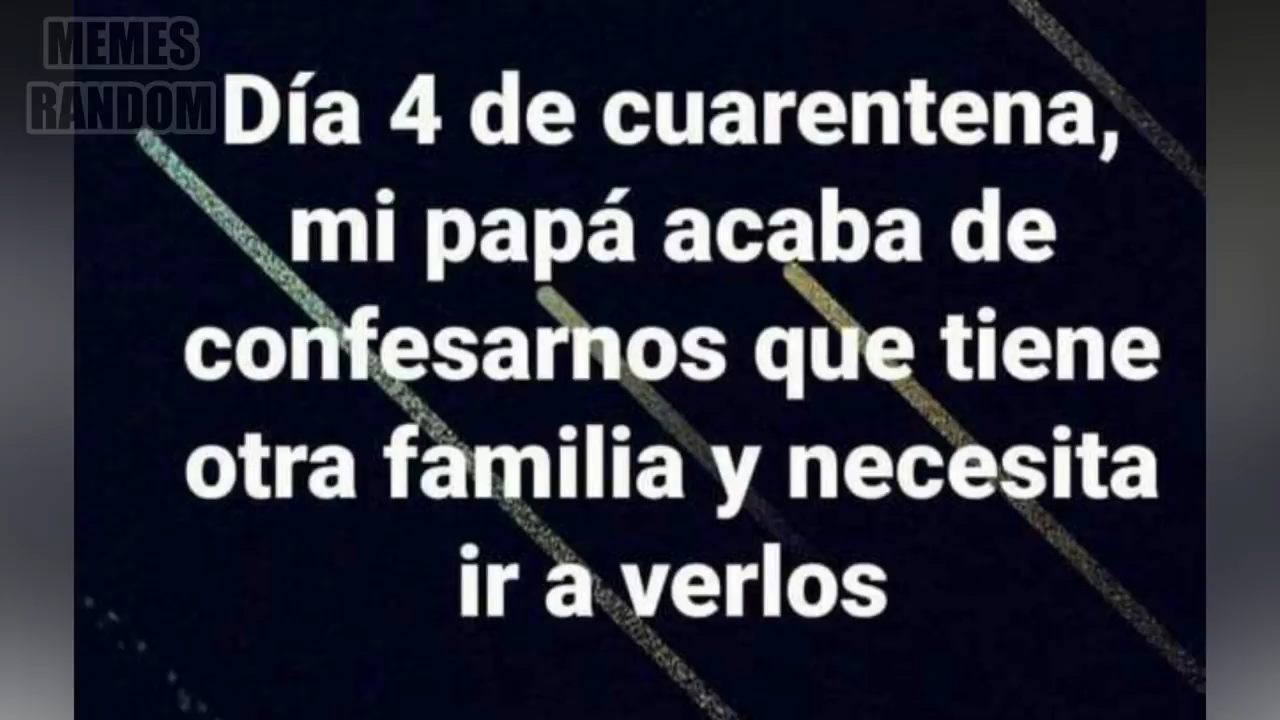 MEMES
RANDOM
Día 4 de cuarentena,
mi papá acaba de
confesarnos que tiene
otra familia y necesita
ir a verlos